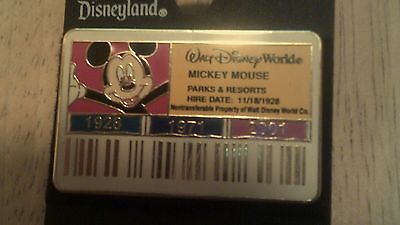 Disneyland®
Walt Disney World®
MICKEY MOUSE
PARKS & RESORTS
HIRE DATE: 11/18/1928
Nontransferable Property of Walt Disney World Co.
1928 1971 2001